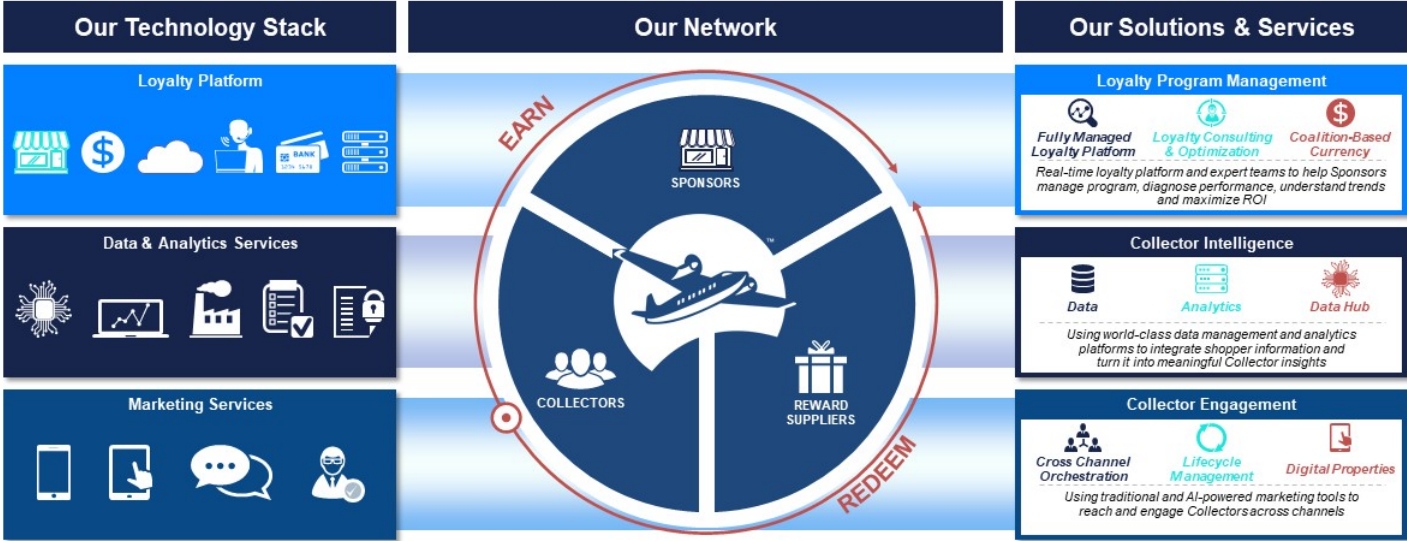 Our Technology Stack
Our Network
Our Solutions & Services
Loyalty Platform
BANK
1234 5678
Data & Analytics Services
Marketing Services
EARN
SPONSORS
™
COLLECTORS
REWARD
SUPPLIERS
REDEEM
Loyalty Program Management
Fully Managed
Loyalty Platform
Loyalty Consulting
& Optimization
Coalition-Based
Currency
Real-time loyalty platform and expert teams to help Sponsors
manage program, diagnose performance, understand trends
and maximize ROI
Collector Intelligence
Data
Analytics
Data Hub
Using world-class data management and analytics
platforms to integrate shopper information and
turn it into meaningful Collector insights
Collector Engagement
Cross Channel
Orchestration
Lifecycle
Management
Digital Properties
Using traditional and AI-powered marketing tools to
reach and engage Collectors across channels